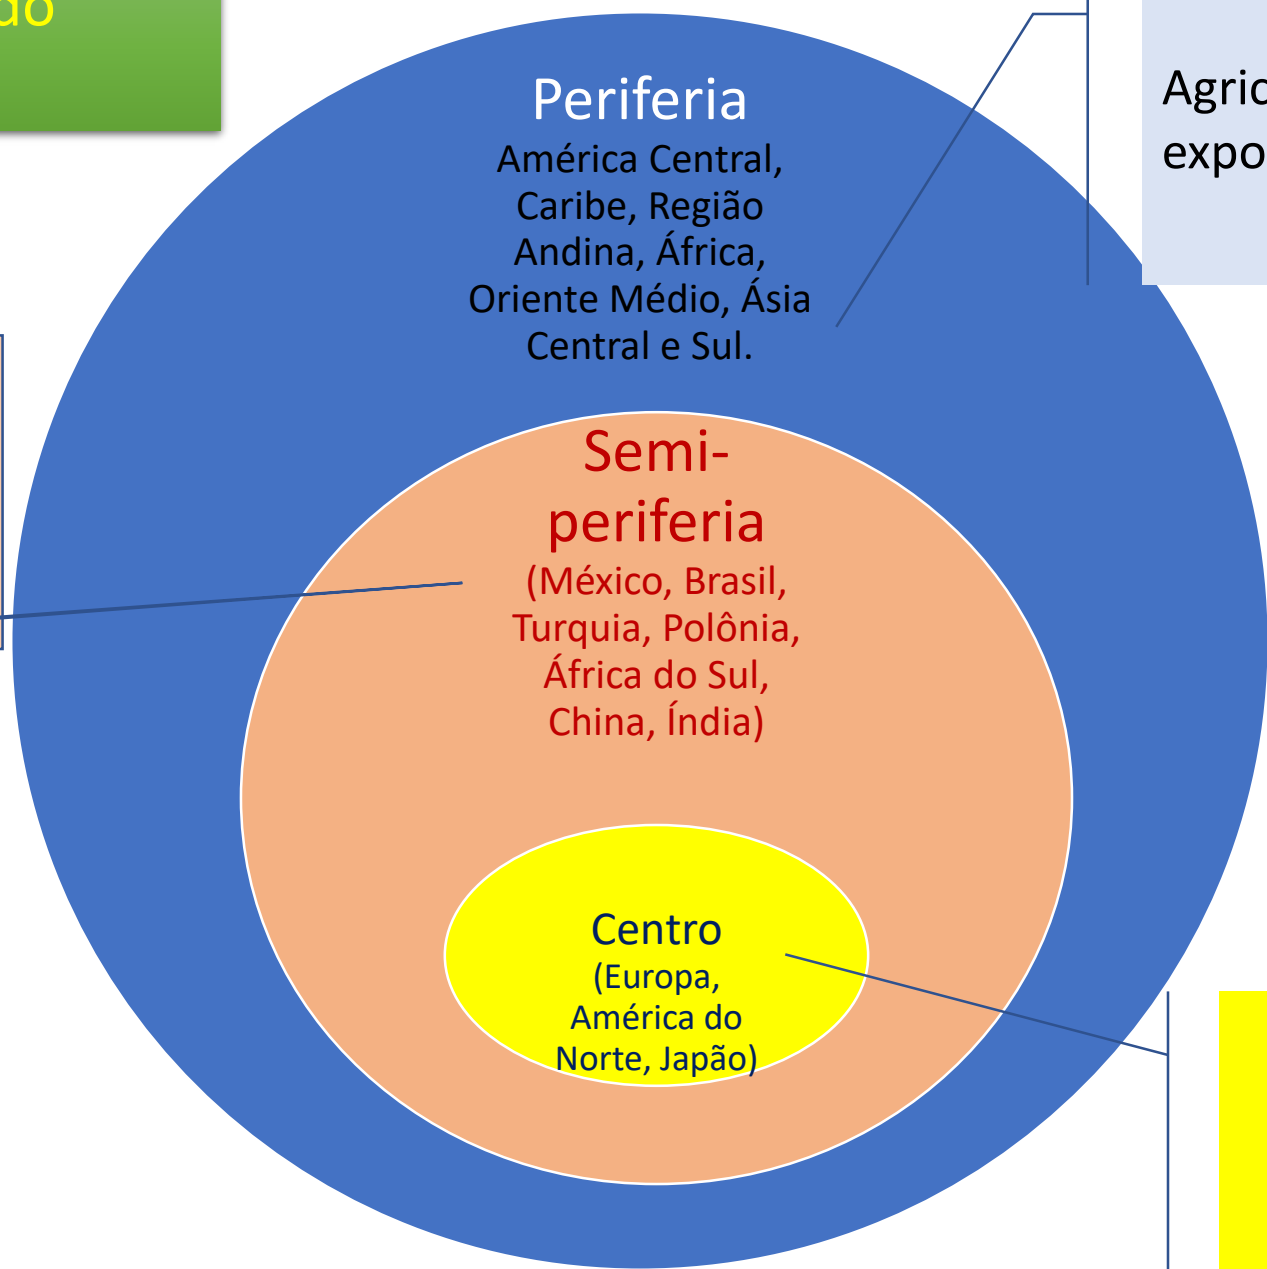 Periferia
América Central,
Caribe, Região
Andina, África,
Oriente Médio, Ásia
Central e Sul.
Semi-
periferia
(México, Brasil,
Turquia, Polônia,
África do Sul,
China, Índia)
Centro
(Europa,
América do
Norte, Japão)